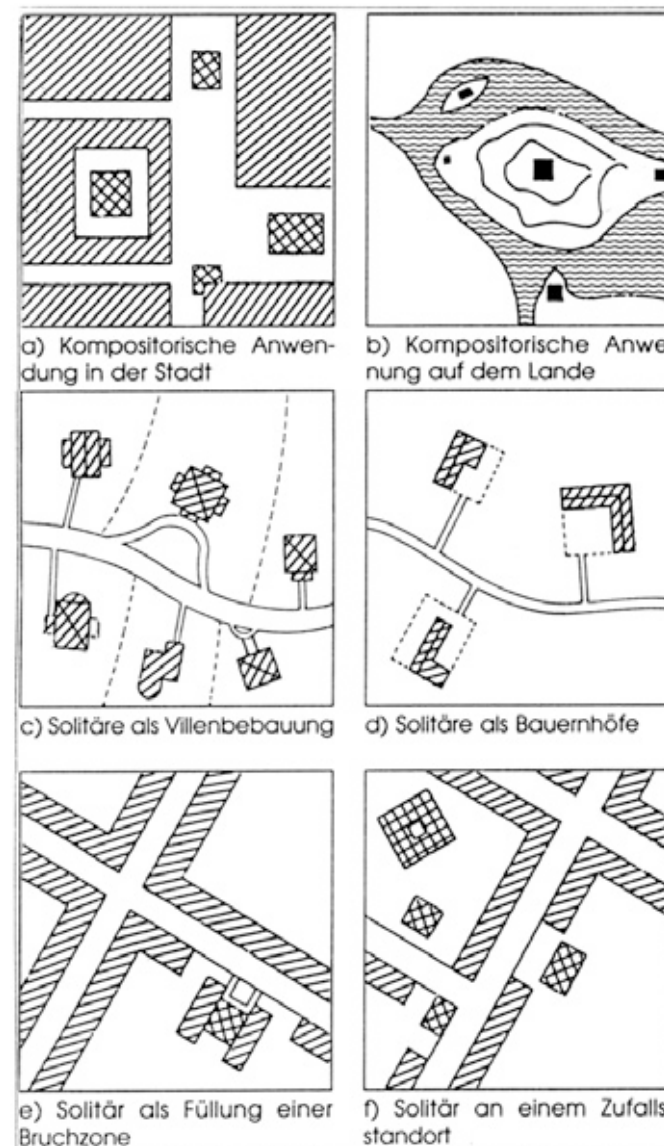 a) Kompositorische Anwen-
dung in der Stadt
b) Kompositorische Anwe
nung auf dem Lande
c) Solitäre als Villenbebauung
d) Solitäre als Bauernhöfe
e) Solitär als Füllung einer
Bruchzone
f) Solitär an einem Zufalls
standort